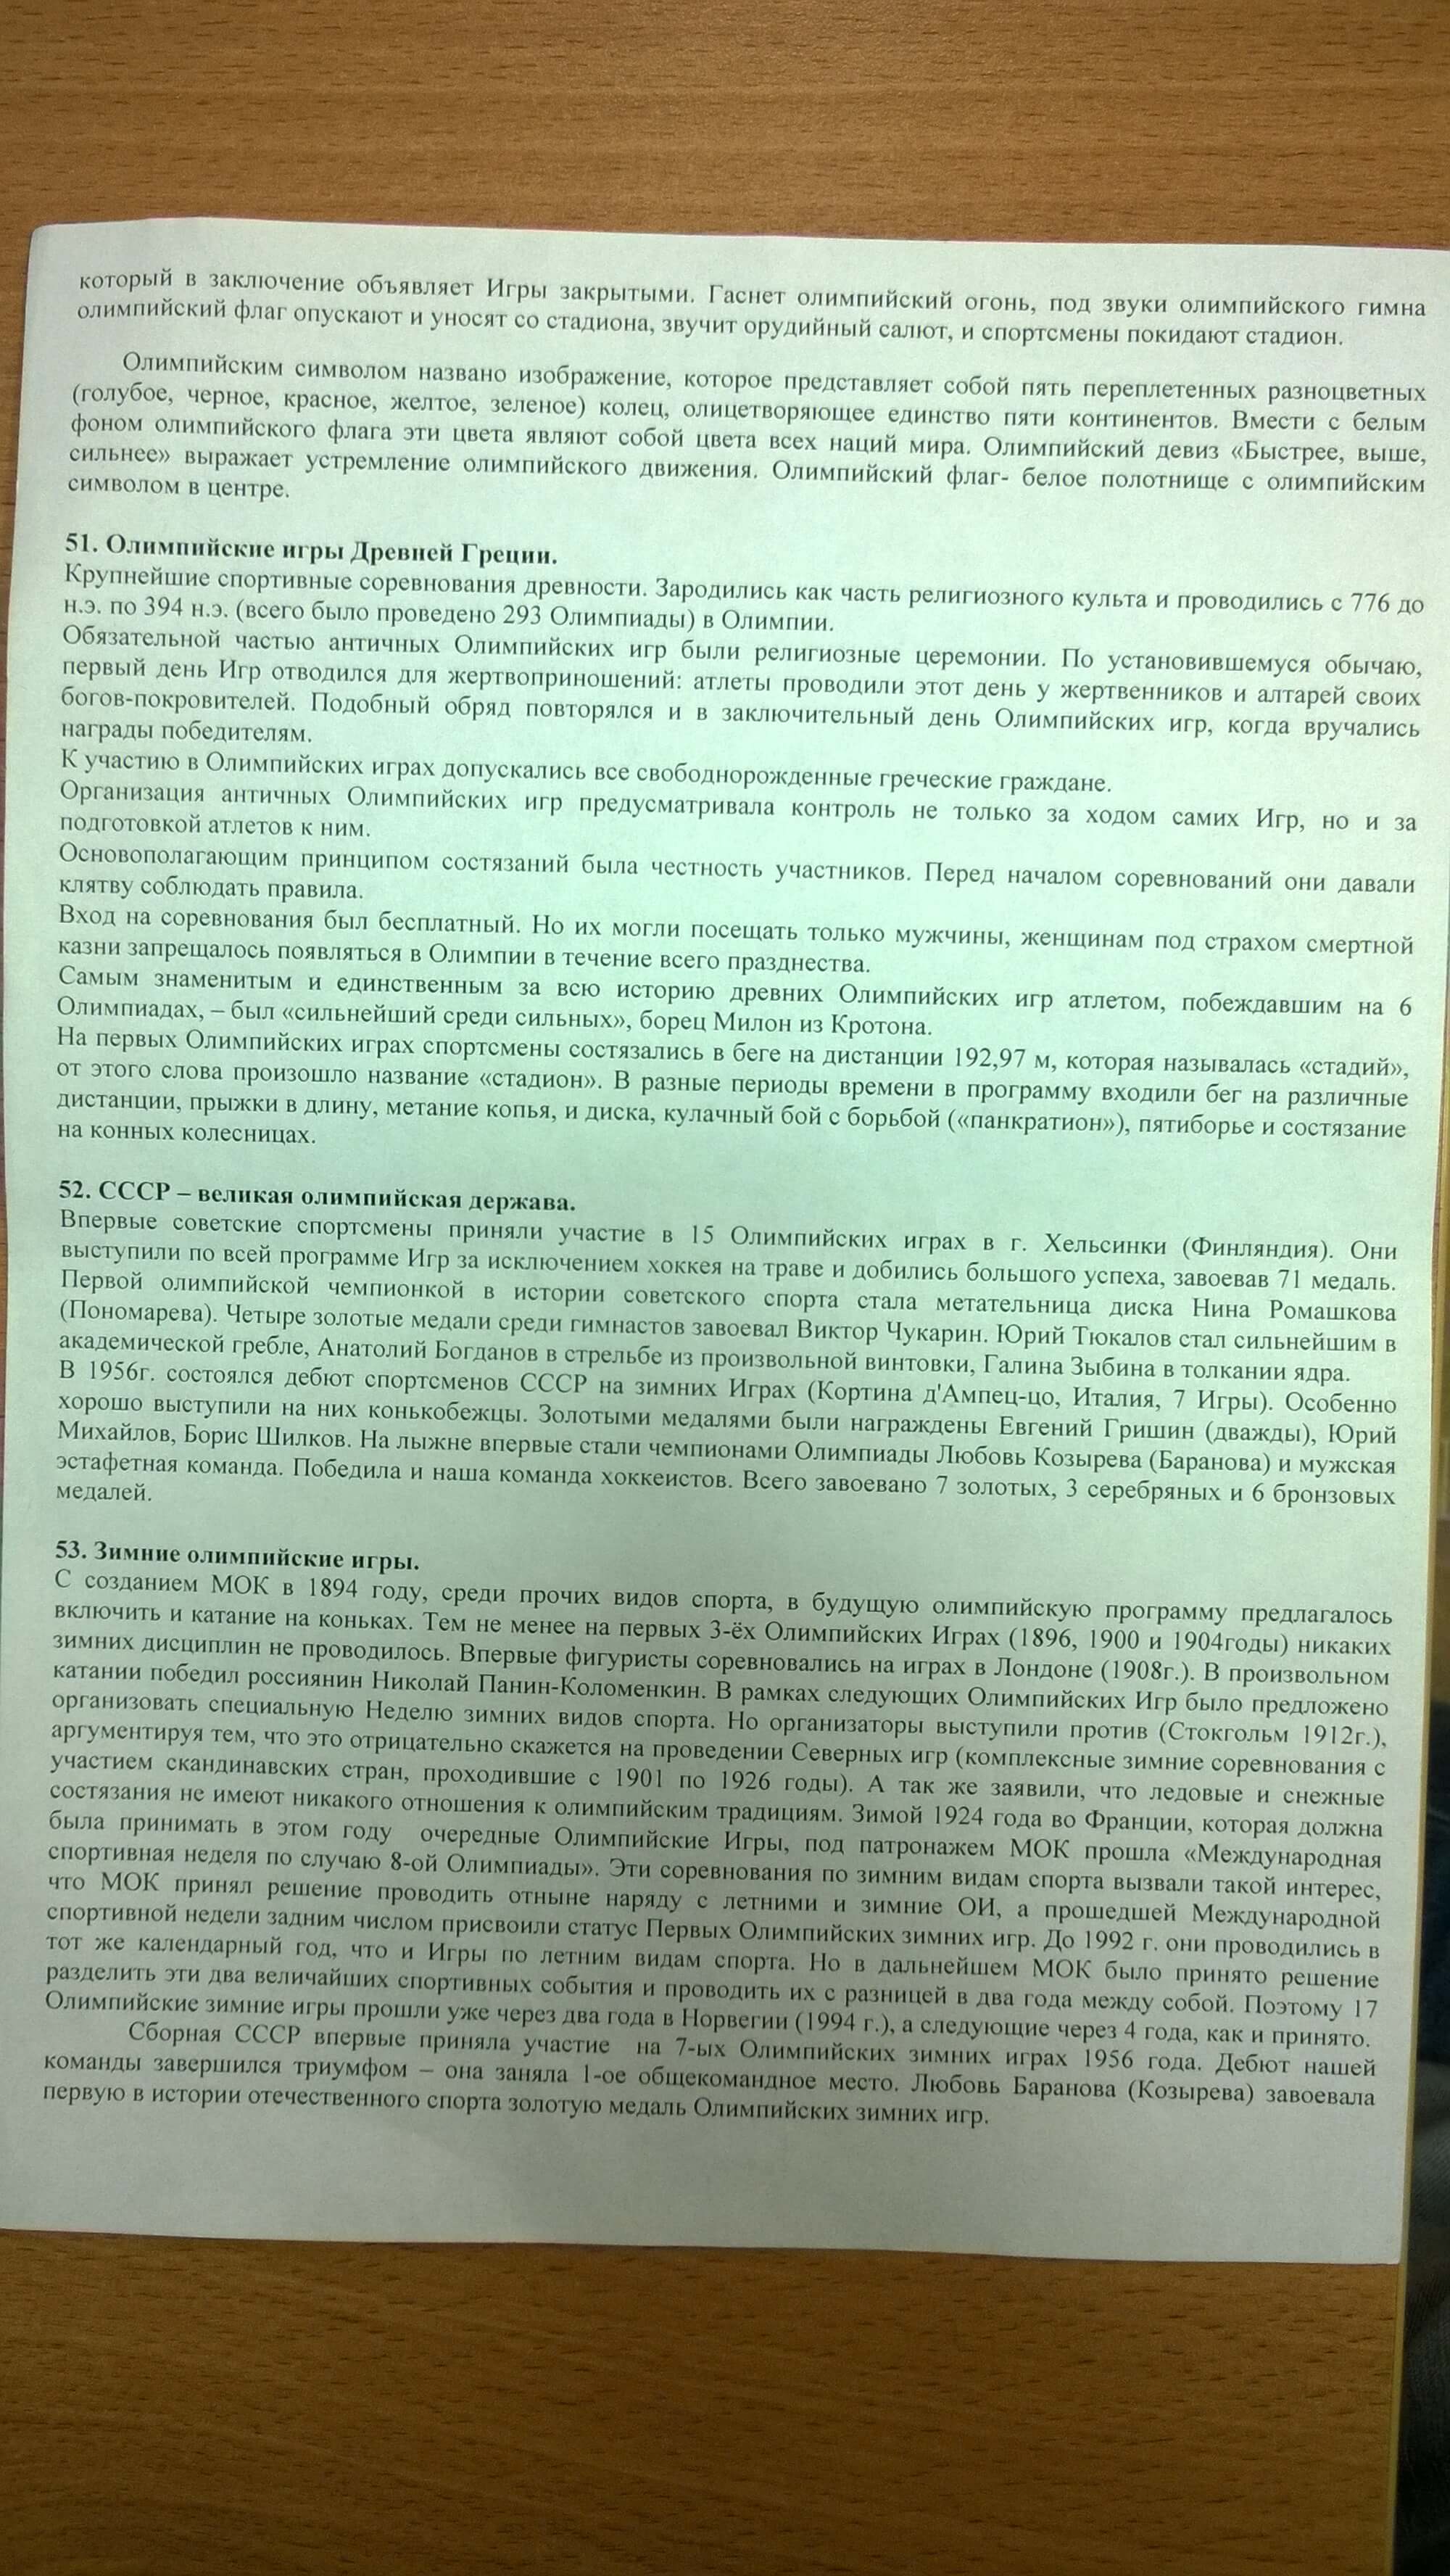 который в заключение объявляет Игры закрытыми. Гаснет олимпийский огонь, под звуки олимпийского гимна
олимпийский флаг опускают и уносят со стадиона, звучит орудийный салют, и спортсмены покидают стадион.
Олимпийским символом названо изображение, которое представляет собой пять переплетенных разноцветных
(голубое, черное, красное, желтое, зеленое) колец, олицетворяющее единство пяти континентов. Вмести с белым
фоном олимпийского флага эти цвета являют собой цвета всех наций мира. Олимпийский девиз «Быстрее, выше,
сильнее» выражает устремление олимпийского движения. Олимпийский флаг- белое полотнище с олимпийским
символом в центре.
51. Олимпийские игры Древней Греции.
Крупнейшие спортивные соревнования древности. Зародились как часть религиозного культа и проводились с 776 до
н.э. по 394 н.э. (всего было проведено 293 Олимпиады) в Олимпии.
Обязательной частью античных Олимпийских игр были религиозные церемонии. По установившемуся обычаю,
первый день Игр отводился для жертвоприношений: атлеты проводили этот день у жертвенников и алтарей своих
богов-покровителей. Подобный обряд повторялся и в заключительный день Олимпийских игр, когда вручались
награды победителям.
К участию в Олимпийских играх допускались все свободнорожденные греческие граждане.
Организация античных Олимпийских игр предусматривала контроль не только за ходом самих Игр, но и за
подготовкой атлетов к ним.
Основополагающим принципом состязаний была честность участников. Перед началом соревнований они давали
клятву соблюдать правила.
Вход на соревнования был бесплатный. Но их могли посещать только мужчины, женщинам под страхом смертной
казни запрещалось появляться в Олимпии в течение всего празднества.
Самым знаменитым и единственным за всю историю древних Олимпийских игр атлетом, побеждавшим на 6
Олимпиадах, – был «сильнейший среди сильных», борец Милон из Кротона.
На первых Олимпийских играх спортсмены состязались в беге на дистанции 192,97 м, которая называлась «стадий»,
от этого слова произошло название «стадион». В разные периоды времени в программу входили бег на различные
дистанции, прыжки в длину, метание копья, и диска, кулачный бой с борьбой («панкратион»), пятиборье и состязание
на конных колесницах.
52. СССР – великая олимпийская держава.
Впервые советские спортсмены приняли участие в 15 Олимпийских играх в г. Хельсинки (Финляндия). Они
выступили по всей программе Игр за исключением хоккея на траве и добились большого успеха, завоевав 71 медаль.
Первой олимпийской чемпионкой в истории советского спорта стала метательница диска Нина Ромашкова
(Пономарева). Четыре золотые медали среди гимнастов завоевал Виктор Чукарин. Юрий Тюкалов стал сильнейшим в
академической гребле, Анатолий Богданов в стрельбе из произвольной винтовки, Галина Зыбина в толкании ядра.
В 1956г. состоялся дебют спортсменов СССР на зимних Играх (Кортина д'Ампец-цо, Италия, 7 Игры). Особенно
хорошо выступили на них конькобежцы. Золотыми медалями были награждены Евгений Гришин (дважды), Юрий
Михайлов, Борис Шилков. На лыжне впервые стали чемпионами Олимпиады Любовь Козырева (Баранова) и мужская
эстафетная команда. Победила и наша команда хоккеистов. Всего завоевано 7 золотых, 3 серебряных и 6 бронзовых
медалей.
53. Зимние олимпийские игры.
С созданием МОК в 1894 году, среди прочих видов спорта, в будущую олимпийскую программу предлагалось
включить и катание на коньках. Тем не менее на первых 3-ёх Олимпийских Играх (1896, 1900 и 1904годы) никаких
зимних дисциплин не проводилось. Впервые фигуристы соревновались на играх в Лондоне (1908г.). В произвольном
катании победил россиянин Николай Панин-Коломенкин. В рамках следующих Олимпийских Игр было предложено
организовать специальную Неделю зимних видов спорта. Но организаторы выступили против (Стокгольм 1912г.),
аргументируя тем, что это отрицательно скажется на проведении Северных игр (комплексные зимние соревнования с
участием скандинавских стран, проходившие с 1901 по 1926 годы). А так же заявили, что ледовые и снежные
состязания не имеют никакого отношения к олимпийским традициям. Зимой 1924 года во Франции, которая должна
была принимать в этом году очередные Олимпийские Игры, под патронажем МОК прошла «Международная
спортивная неделя по случаю 8-ой Олимпиады». Эти соревнования по зимним видам спорта вызвали такой интерес,
что МОК принял решение проводить отныне наряду с летними и зимние ОИ, а прошедшей Международной
спортивной недели задним числом присвоили статус Первых Олимпийских зимних игр. До 1992 г. они проводились в
тот же календарный год, что и Игры по летним видам спорта. Но в дальнейшем МОК было принято решение
разделить эти два величайших спортивных события и проводить их с разницей в два года между собой. Поэтому 17
Олимпийские зимние игры прошли уже через два года в Норвегии (1994 г.), а следующие через 4 года, как и принято.
Сборная СССР впервые приняла участие на 7-ых Олимпийских зимних играх 1956 года. Дебют нашей
команды завершился триумфом – она заняла 1-ое общекомандное место. Любовь Баранова (Козырева) завоевала
первую в истории отечественного спорта золотую медаль Олимпийских зимних игр.